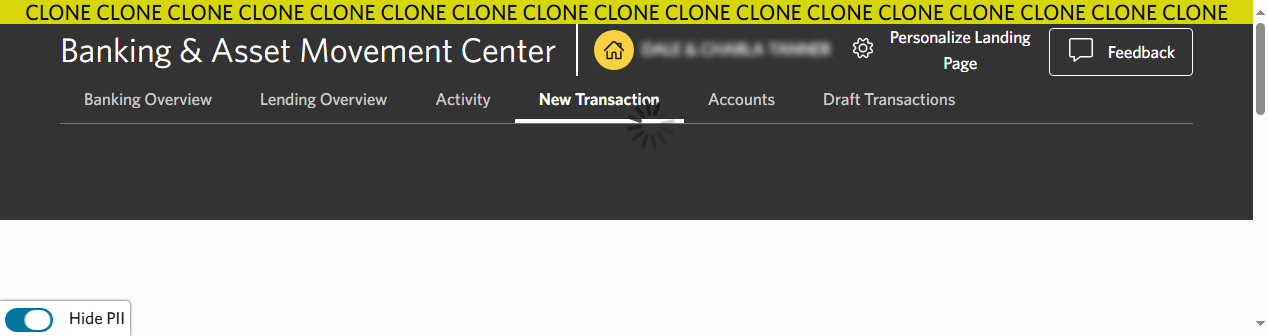 CLONE CLONE CLONE CLONE CLONE CLONE CLONE CLONE CLONE CLONE CLONE CLONE CLONE CLONE CLONE CLONE CLONE
Banking & Asset Movement Center
Personalize Landing
Page
Feedback
Banking Overview Lending Overview Activity New Transaction Accounts Draft Transactions
Hide PII